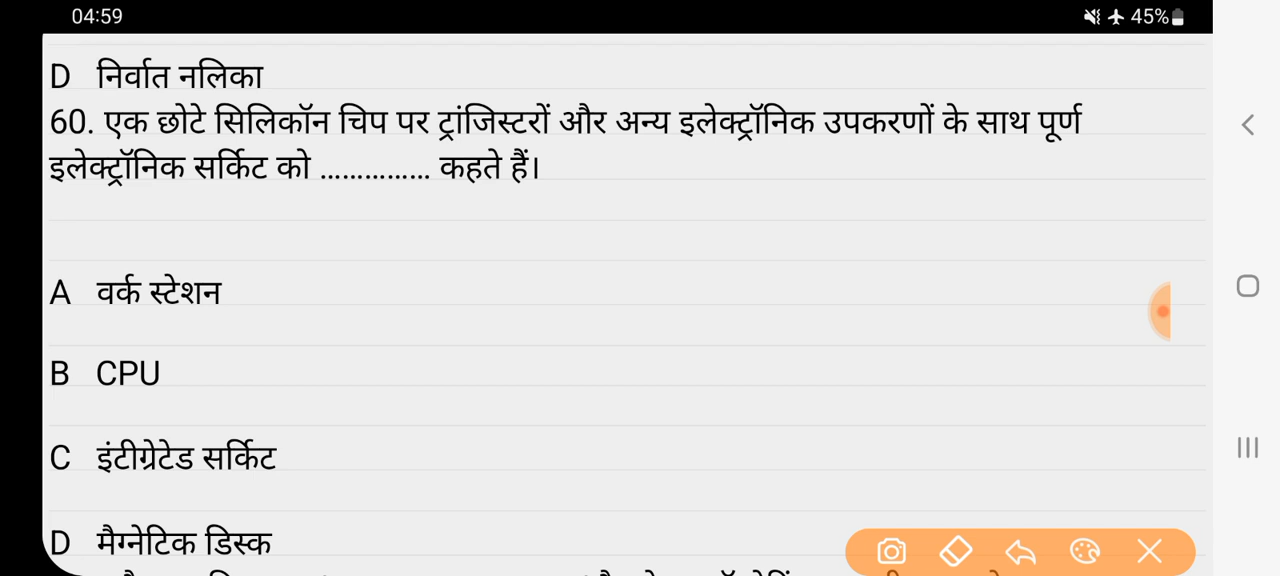 04:59
45%
D निर्वात नलिका
60. एक छोटे सिलिकॉन चिप पर ट्रांजिस्टरों और अन्य इलेक्ट्रॉनिक उपकरणों के साथ पूर्ण
इलेक्ट्रॉनिक सर्किट को ............... कहते हैं।
A वर्क स्टेशन
B CPU
C इंटीग्रेटेड सर्किट
D मैग्नेटिक डिस्क